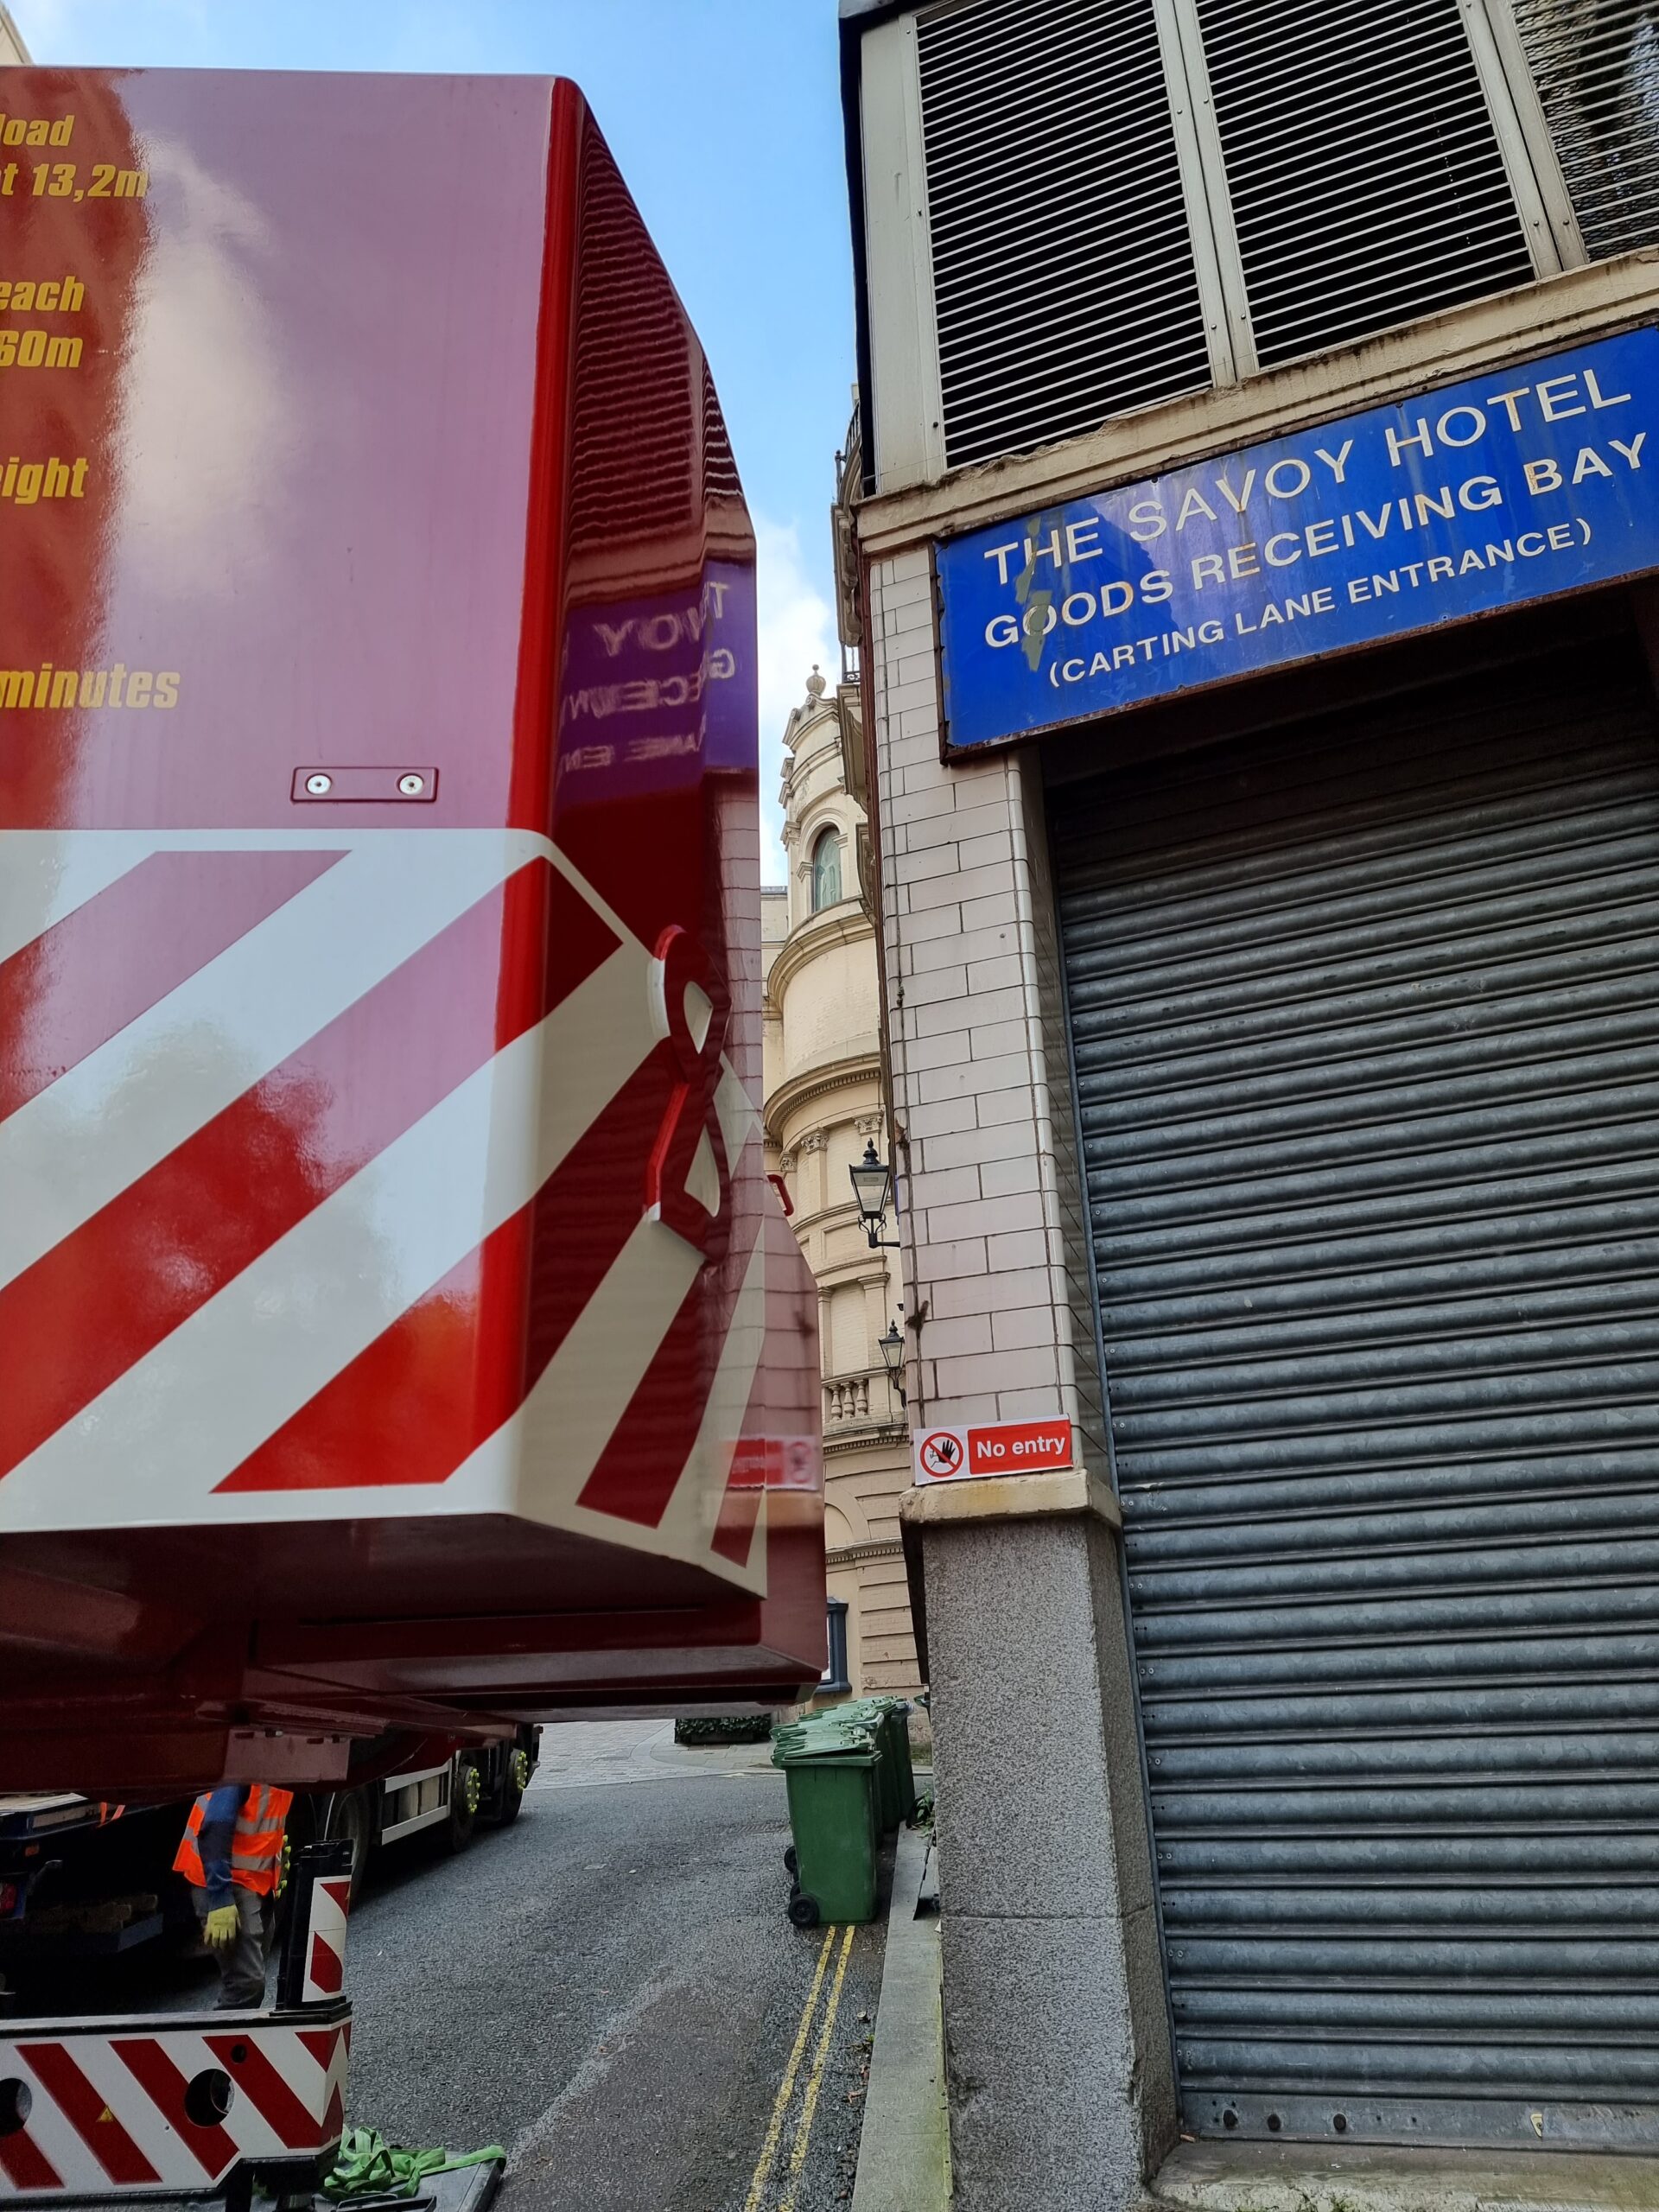 load
t 13,2m
each
60m
eight
minutes
THE SAVOY HOTEL
GOODS RECEIVING BAY
(CARTING LANE ENTRANCE)
No entry